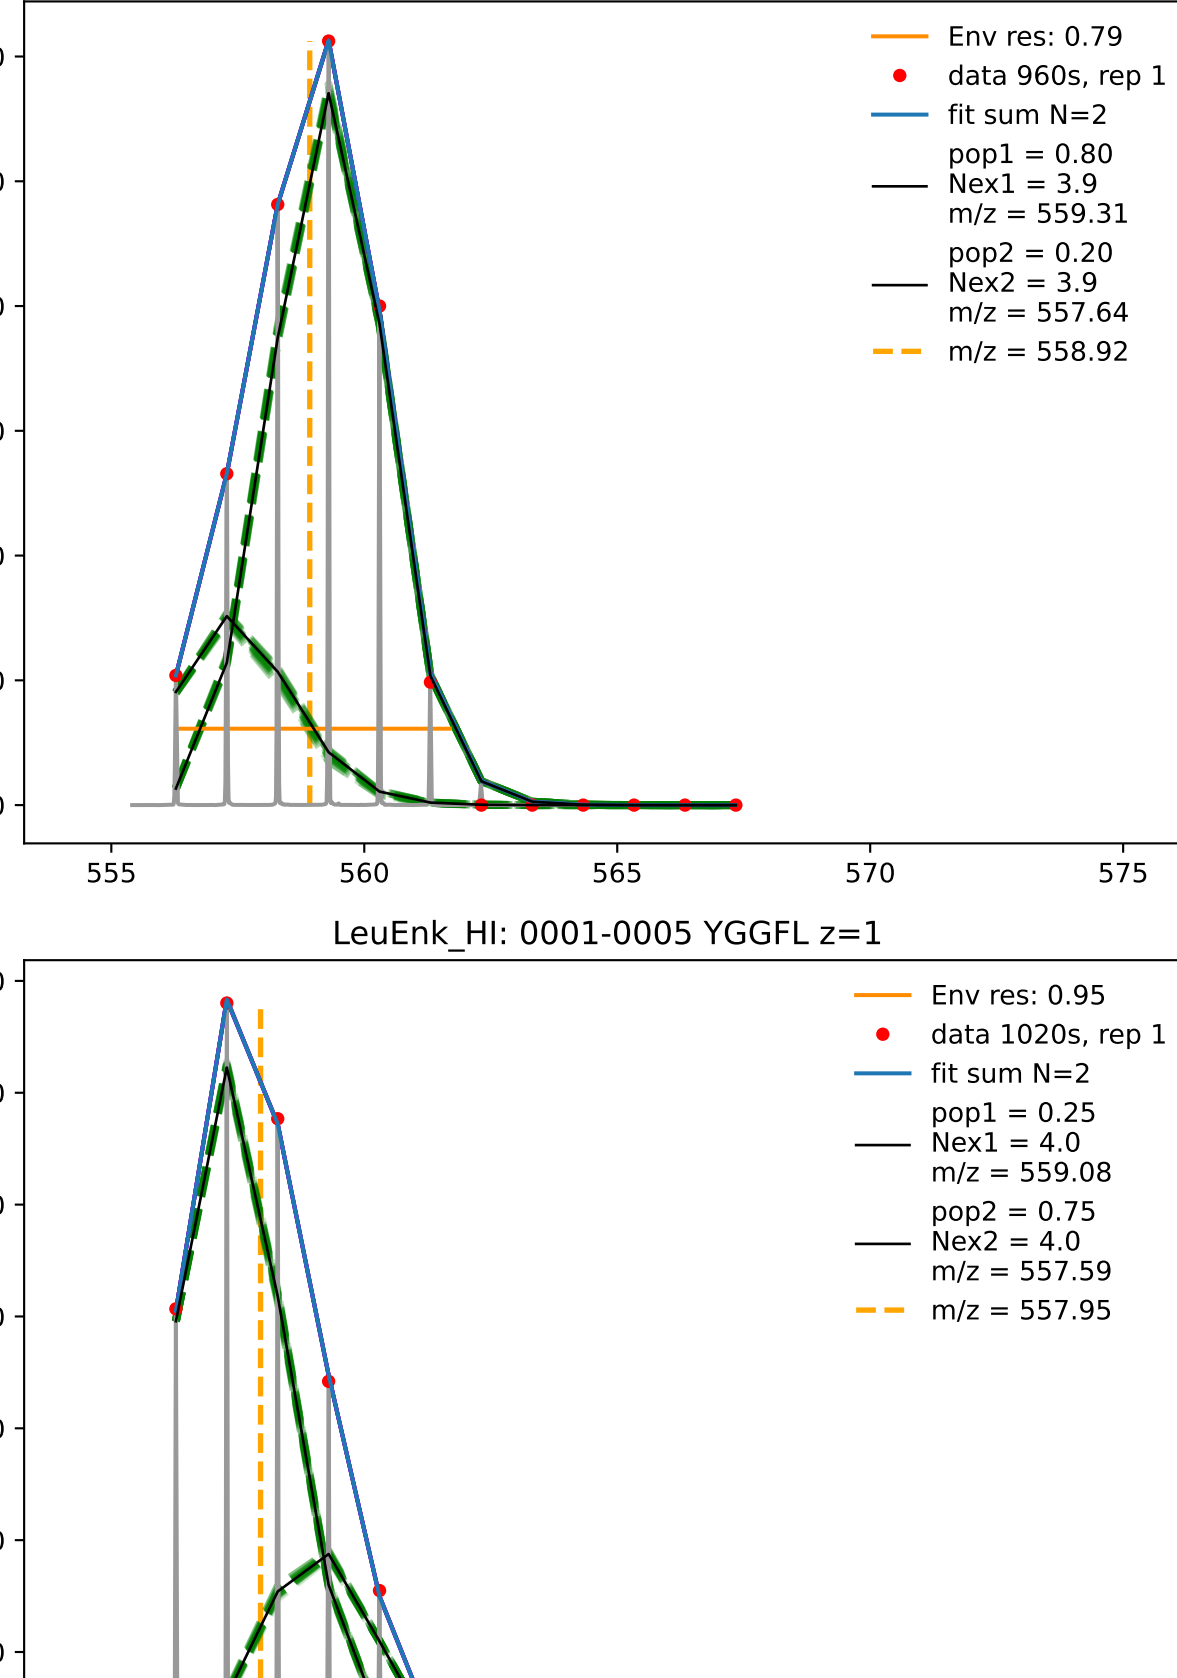 Env res: 0.79
data 960s, rep 1
fit sum N=2
pop1 = 0.80
Nex1 = 3.9
m/z = 559.31
pop2 = 0.20
Nex2 = 3.9
m/z = 557.64
m/z = 558.92
555 560 565 570 575
LeuEnk_HI: 0001-0005 YGGFL z=1
Env res: 0.95
data 1020s, rep 1
fit sum N=2
pop1 = 0.25
Nex1 = 4.0
m/z = 559.08
pop2 = 0.75
Nex2 = 4.0
m/z = 557.59
m/z = 557.95